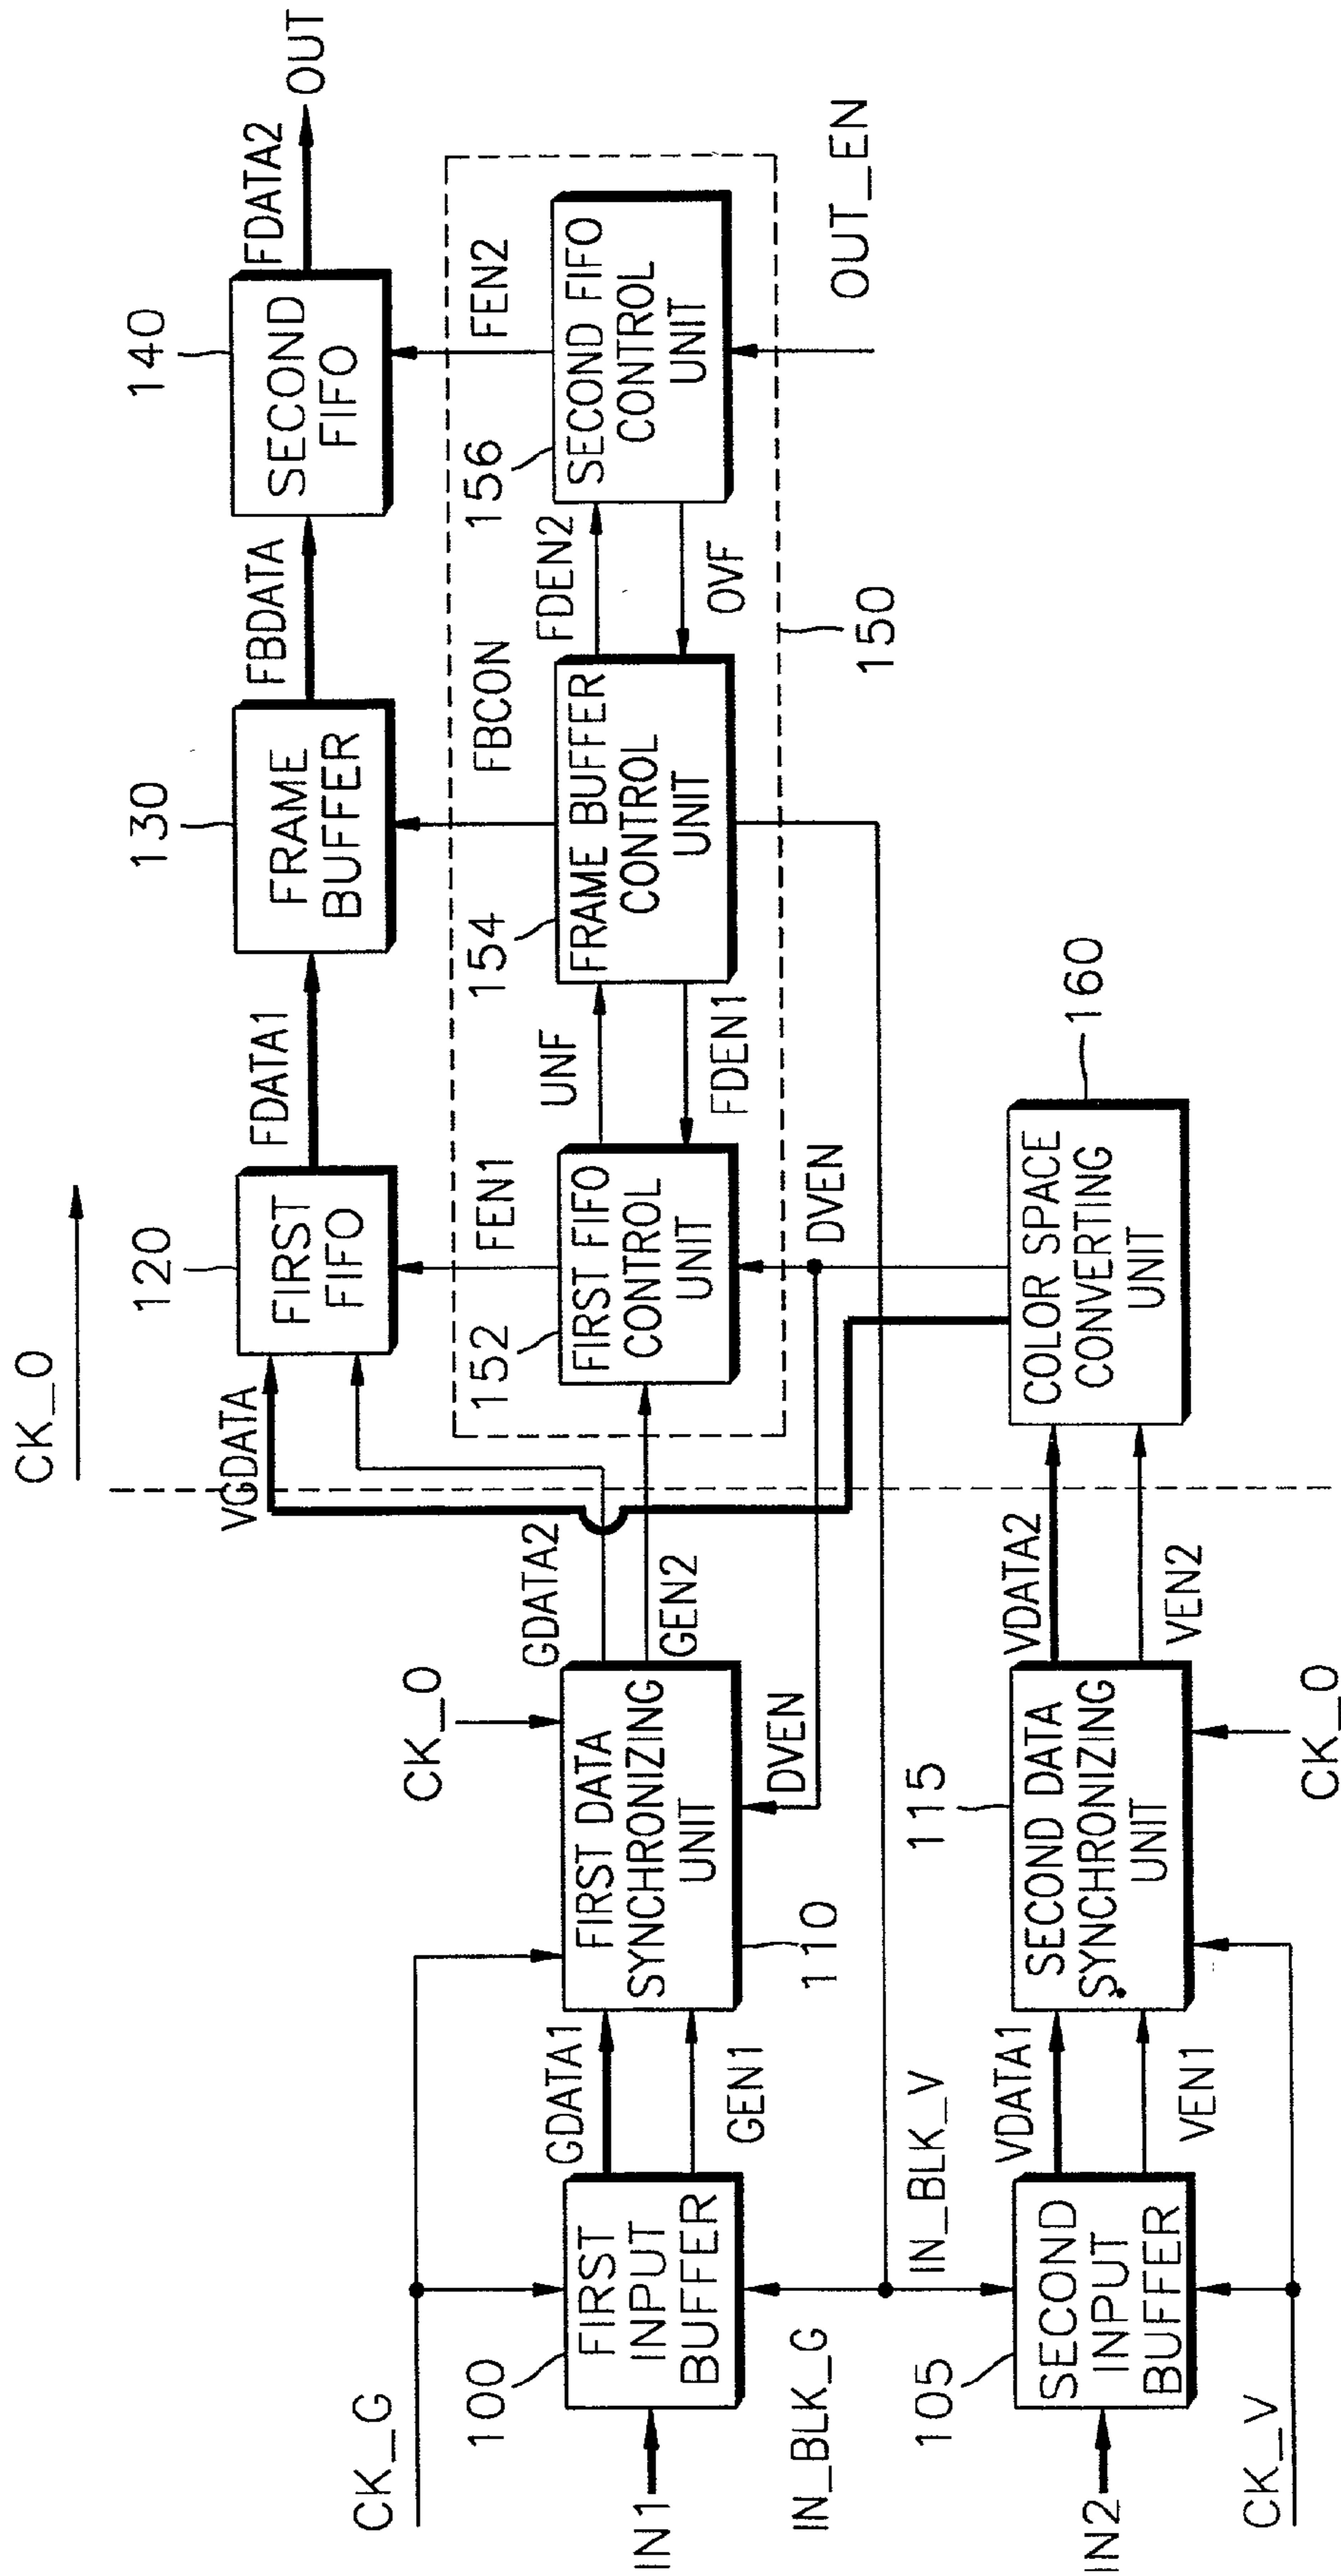 CK_O
120
130
140
VGDATA
FIRST
FIFO
FDATA1
FRAME
BUFFER
FBDATA
SECOND
FIFO
FDATA2
OUT
FEN1
FBCON
FEN2
152
154
156
FIRST FIFO
CONTROL
UNIT
UNF
FDEN1
FRAME BUFFER
CONTROL
UNIT
FDEN2
OVF
SECOND FIFO
CONTROL
UNIT
150
OUT_EN
CK_G
CK_O
100
IN1
FIRST
INPUT
BUFFER
GDATA1
GEN1
FIRST DATA
SYNCHRONIZING
UNIT
110
GDATA2
GEN2
DVEN
DVEN
IN_BLK_G
IN_BLK_V
105
115
160
IN2
SECOND
INPUT
BUFFER
VDATA1
VEN1
SECOND DATA
SYNCHRONIZING
UNIT
VDATA2
VEN2
COLOR SPACE
CONVERTING
UNIT
CK_V
CK_O